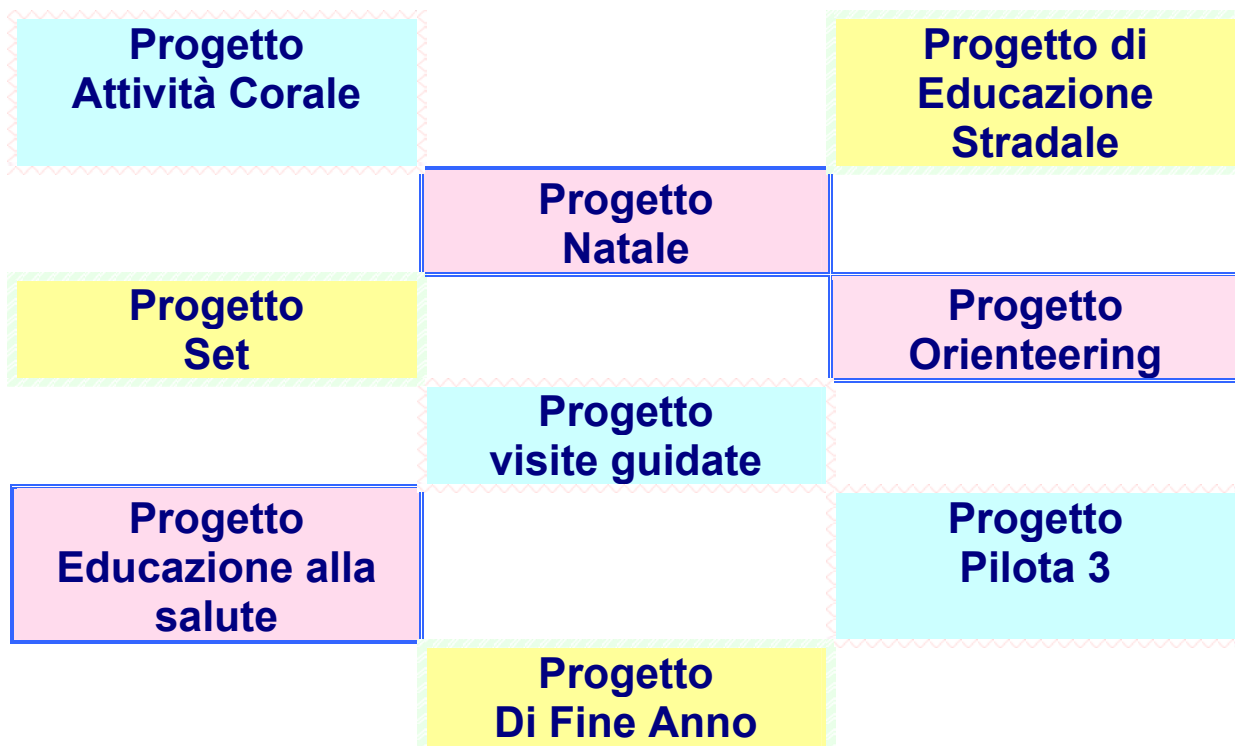 Progetto
Attività Corale
Progetto di
Educazione
Stradale
Progetto
Natale
Progetto
Set
Progetto
Orienteering
Progetto
visite guidate
Progetto
Educazione alla
salute
Progetto
Pilota 3
Progetto
Di Fine Anno